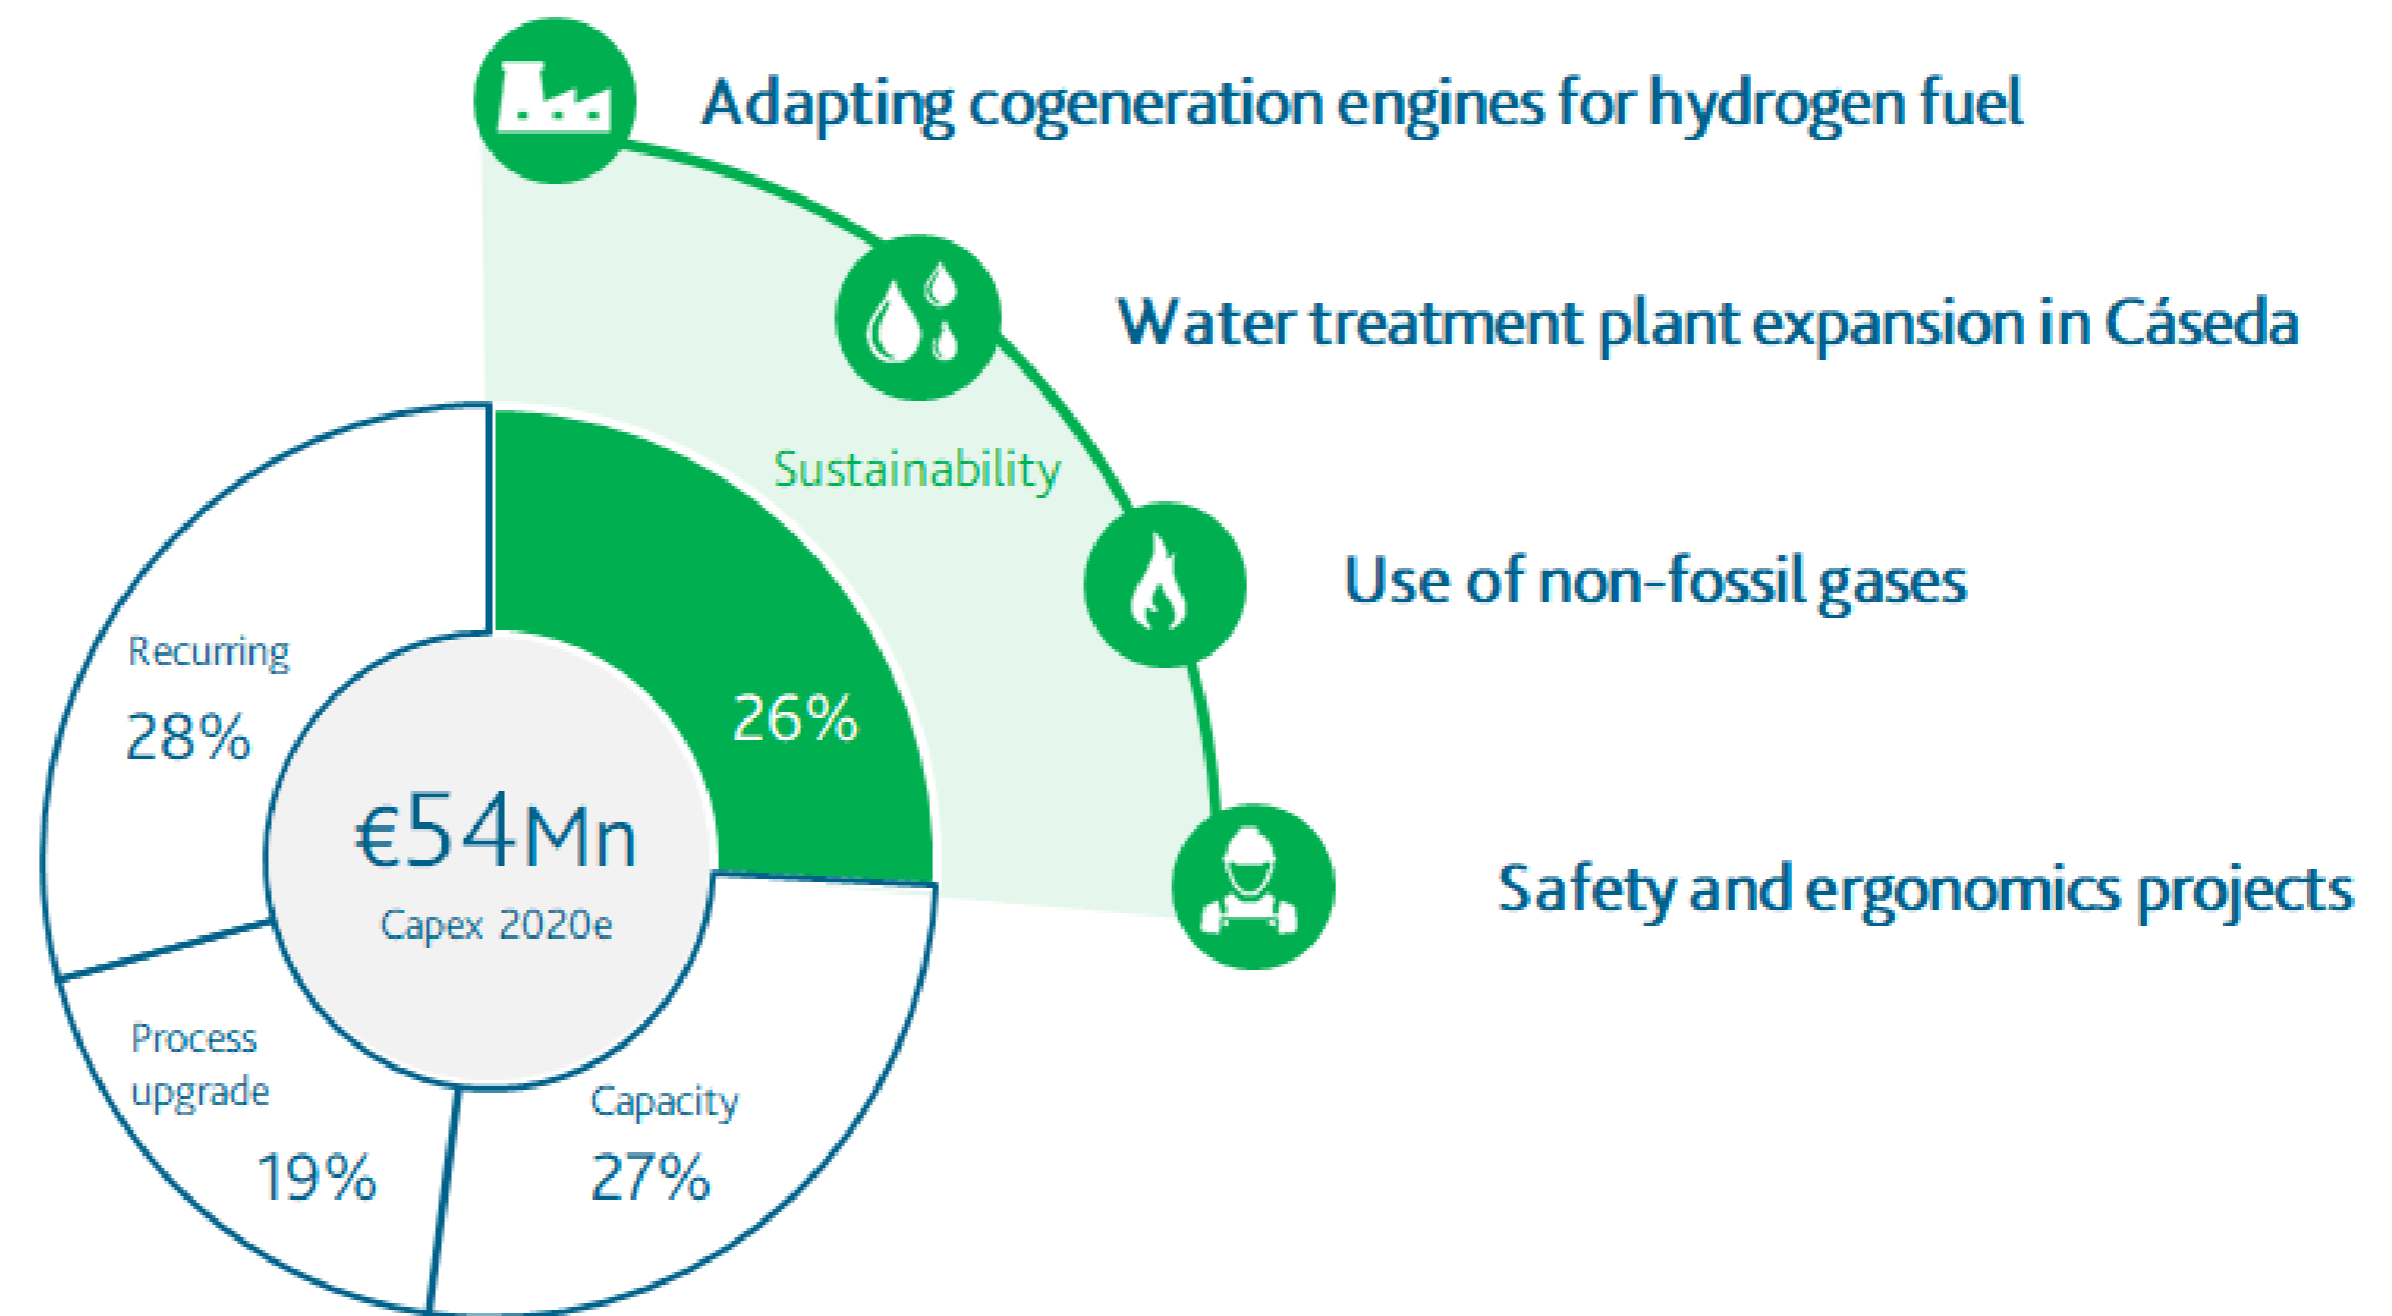 Adapting cogeneration engines for hydrogen fuel
Water treatment plant expansion in Cáseda
Sustainability
Use of non-fossil gases
Recurring
28%
26%
€54Mn
Capex 2020e
Safety and ergonomics projects
Process
upgrade
19%
Capacity
27%